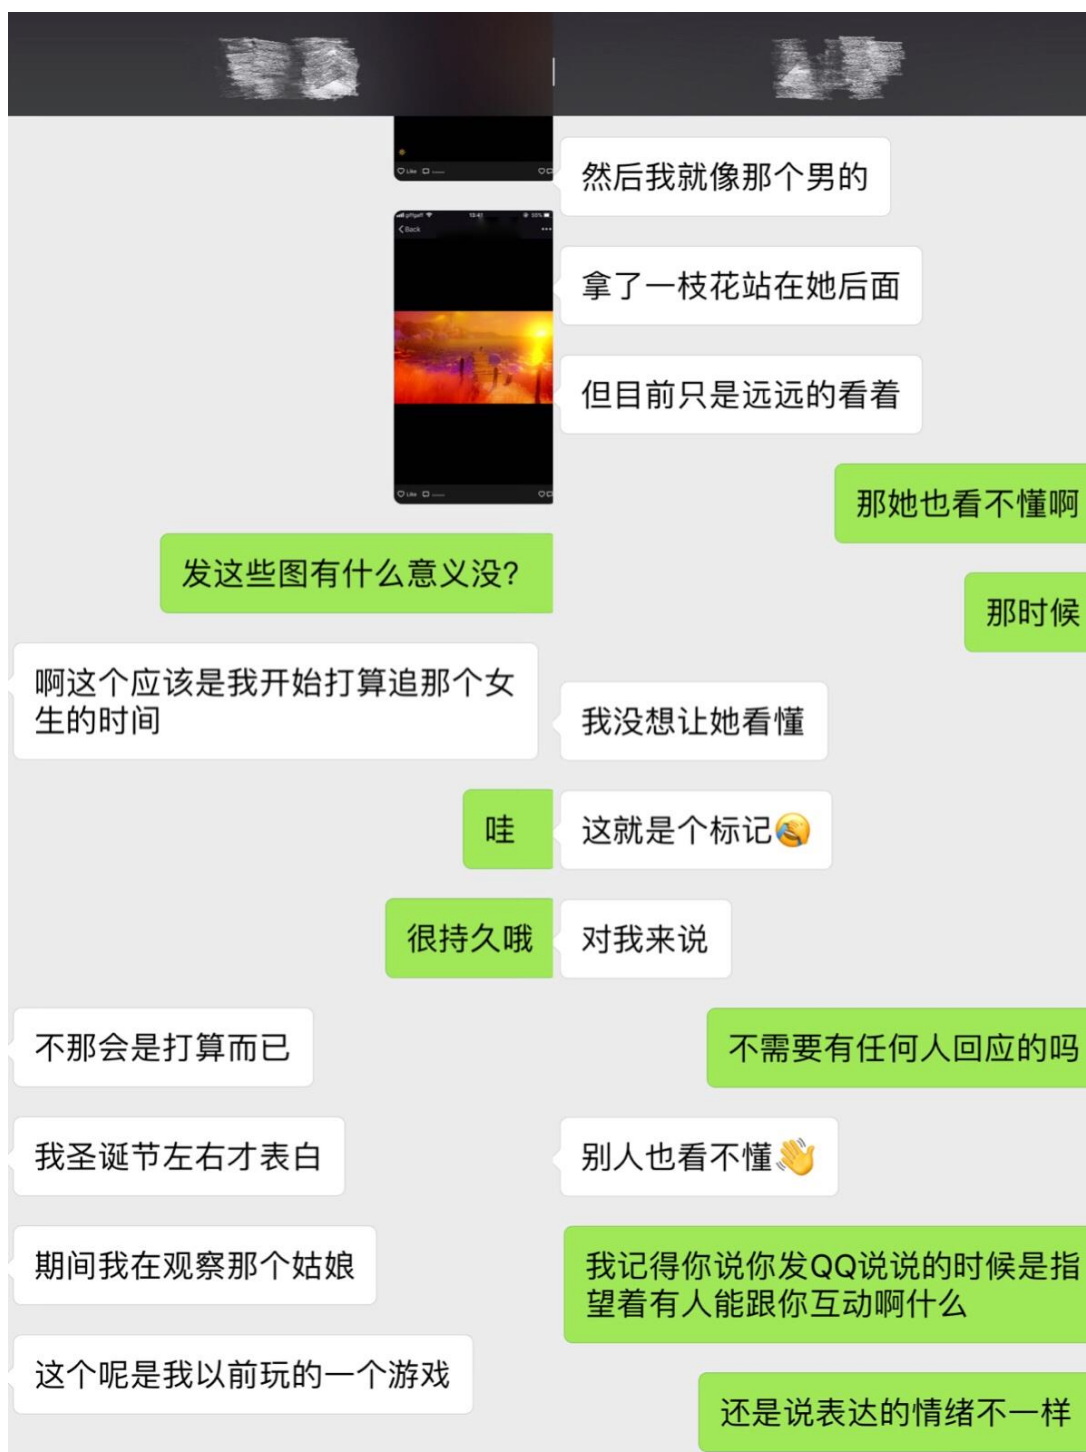 Like
13:41
Back
发这些图有什么意义没?
啊这个应该是我开始打算追那个女
生的时间
哇
很持久哦
不那会是打算而已
我圣诞节左右才表白
期间我在观察那个姑娘
这个呢是我以前玩的一个游戏
然后我就像那个男的
拿了一枝花站在她后面
但目前只是远远的看着
那她也看不懂啊
那时候
我没想让她看懂
这就是个标记🤣
对我来说
不需要有任何人回应的吗
别人也看不懂👋
我记得你说你发QQ说说的时候是指
望着有人能跟你互动啊什么
还是说表达的情绪不一样